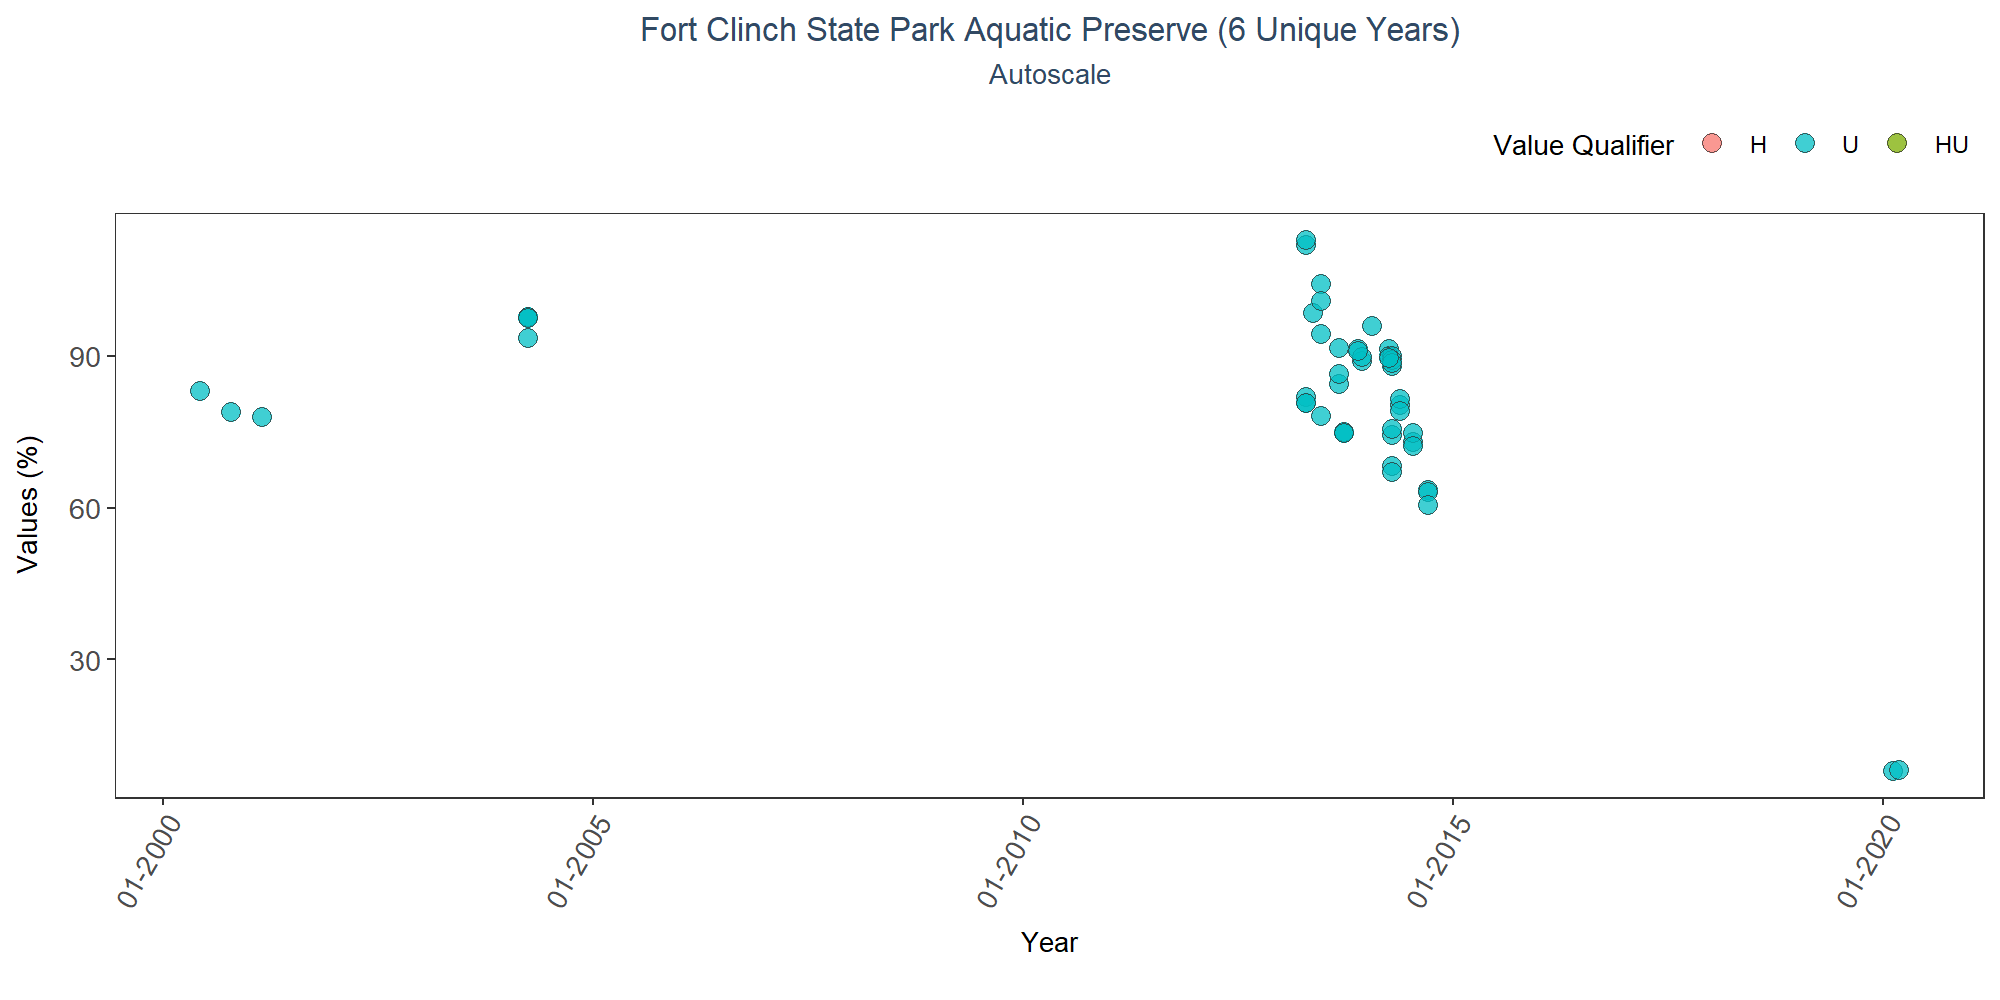 Fort Clinch State Park Aquatic Preserve (6 Unique Years)
Autoscale
Value Qualifier H U HU
Values (%)
90
60
30
01-2000 01-2005 01-2010 01-2015 01-2020
Year